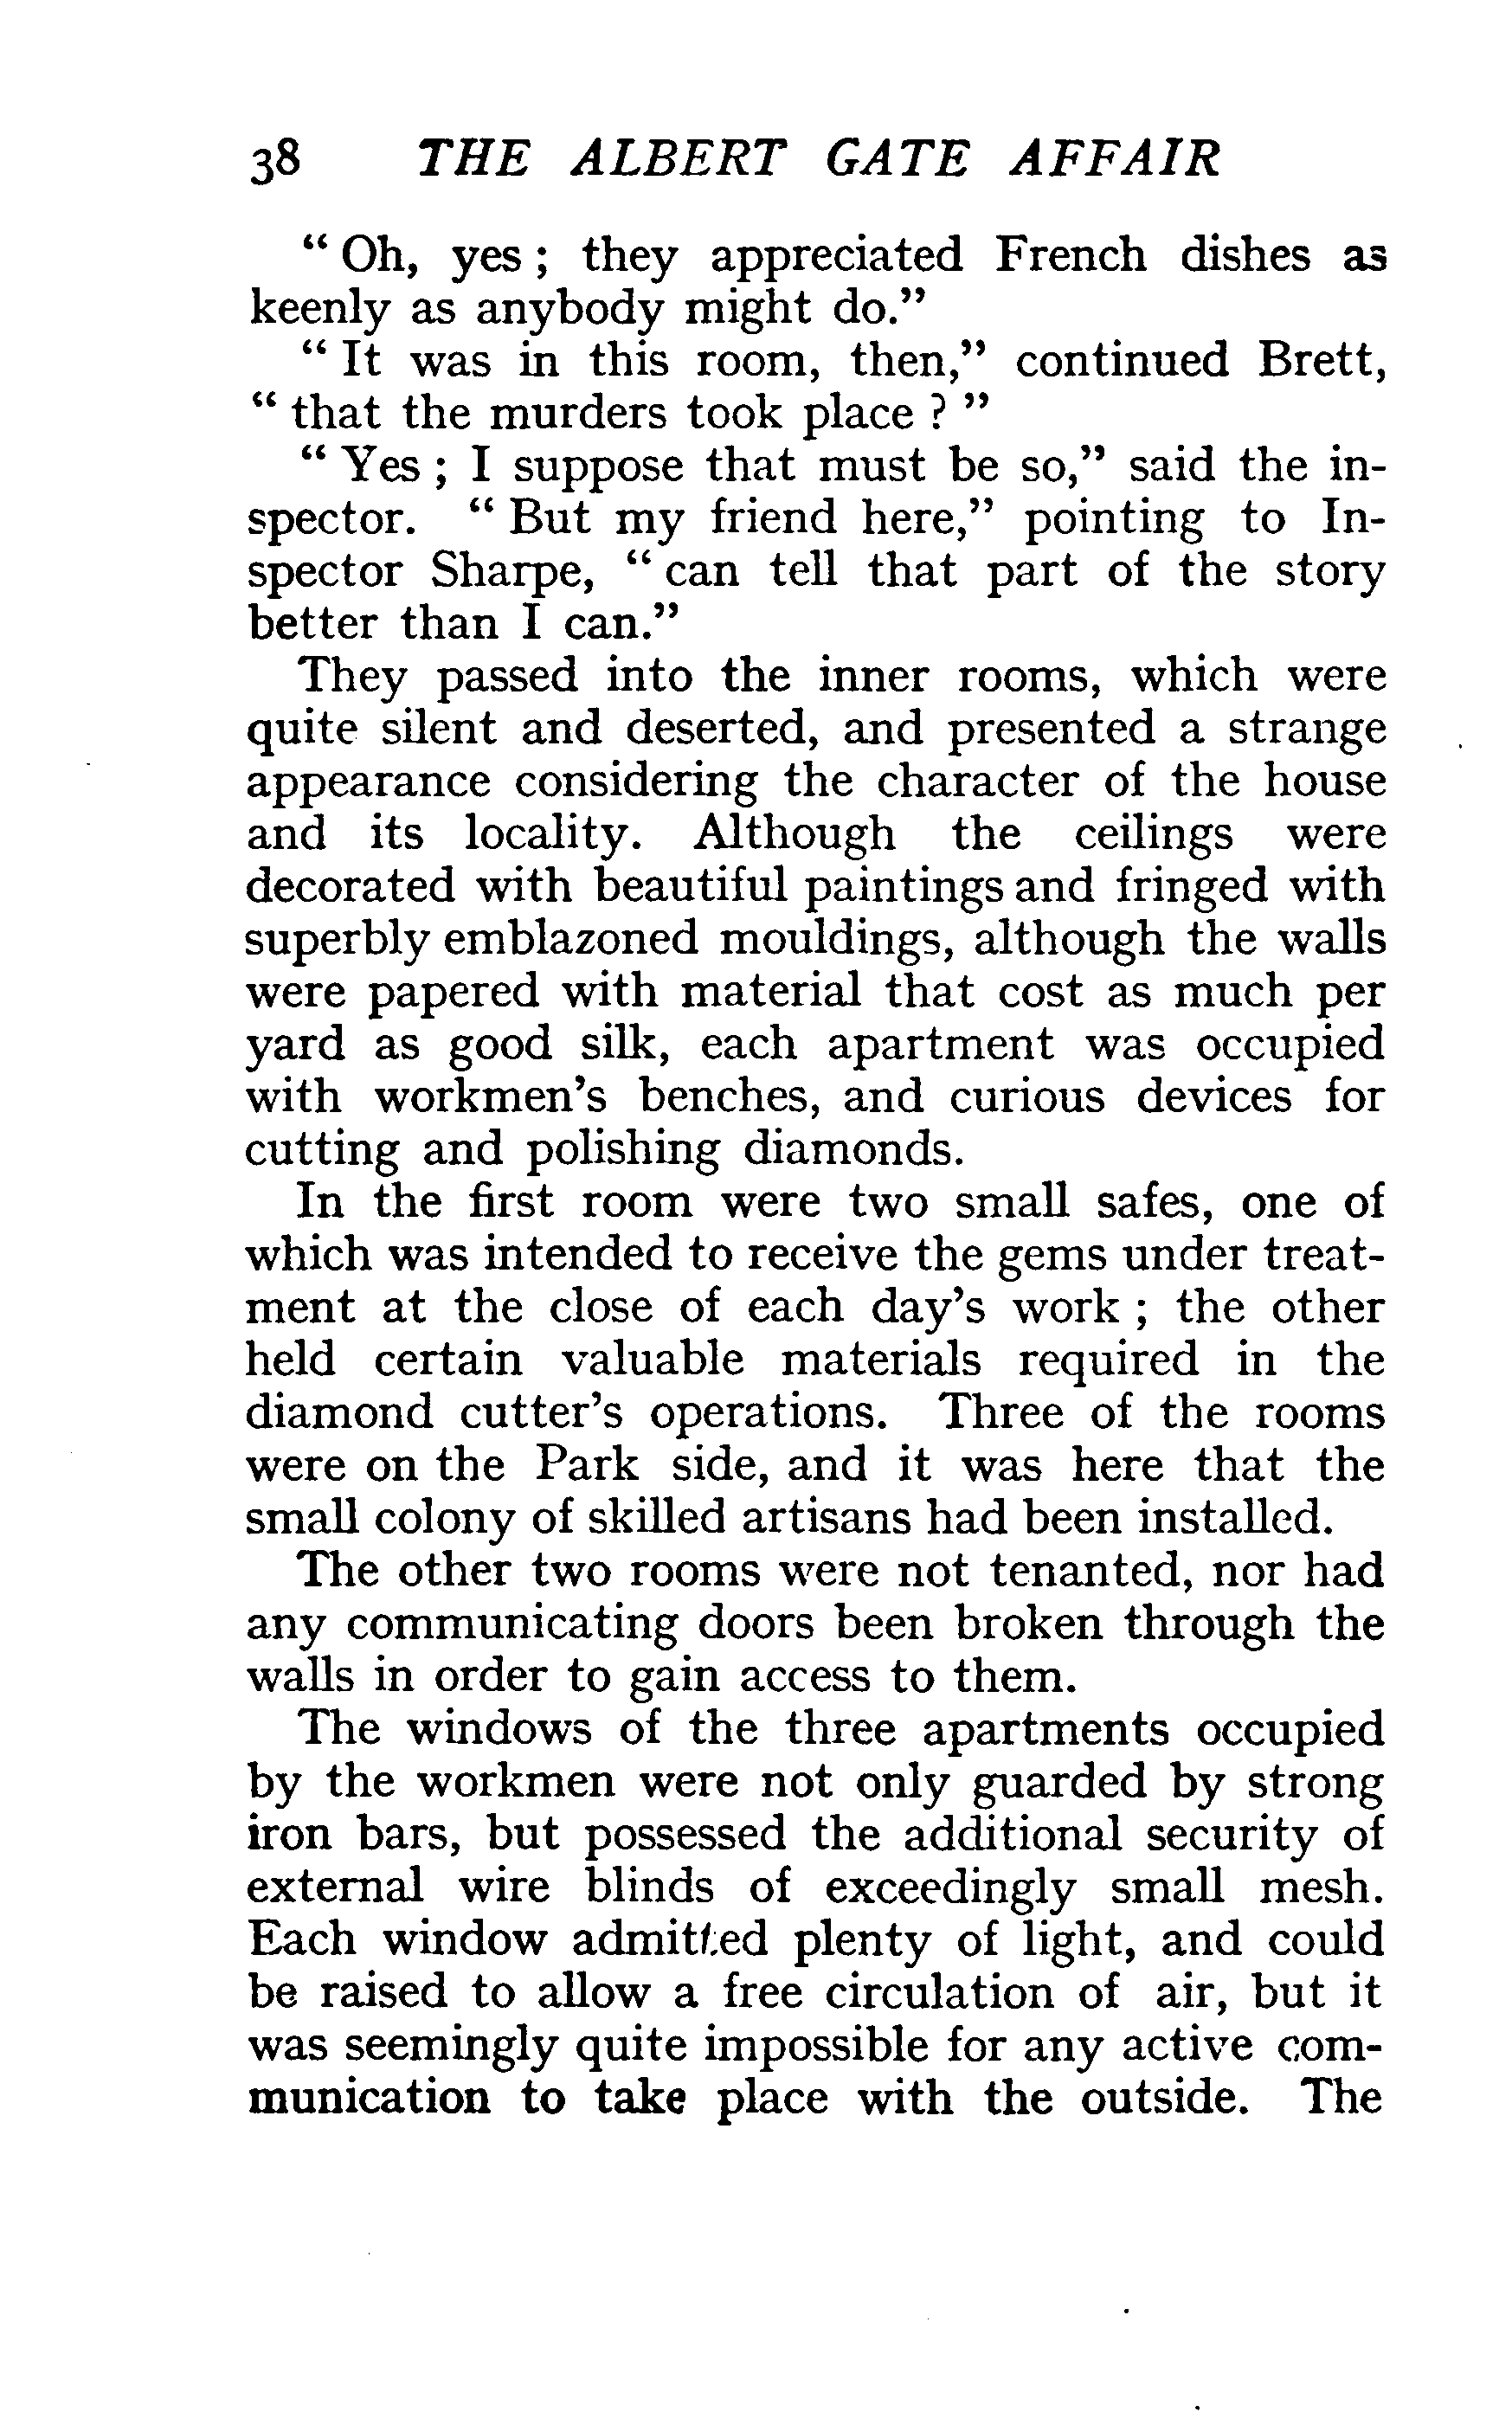 38 THE ALBERT GATE AFFAIR
“ Oh, yes ; they appreciated French dishes as
keenly as anybody might do.”
“ It was in this room, then,” continued Brett,
“ that the murders took place ? ”
“ Yes ; I suppose that must be so,” said the in-
spector. “ But my friend here,” pointing to In-
spector Sharpe, “ can tell that part of the story
better than I can.”
They passed into the inner rooms, which were
quite silent and deserted, and presented a strange
appearance considering the character of the house
and its locality. Although the ceilings were
decorated with beautiful paintings and fringed with
superbly emblazoned mouldings, although the walls
were papered with material that cost as much per
yard as good silk, each apartment was occupied
with workmen’s benches, and curious devices for
cutting and polishing diamonds.
In the first room were two small safes, one of
which was intended to receive the gems under treat-
ment at the close of each day’s work ; the other
held certain valuable materials required in the
diamond cutter’s operations. Three of the rooms
were on the Park side, and it was here that the
small colony of skilled artisans had been installed.
The other two rooms were not tenanted, nor had
any communicating doors been broken through the
walls in order to gain access to them.
The windows of the three apartments occupied
by the workmen were not only guarded by strong
iron bars, but possessed the additional security of
external wire blinds of exceedingly small mesh.
Each window admitted plenty of light, and could
be raised to allow a free circulation of air, but it
was seemingly quite impossible for any active com-
munication to take place with the outside. The